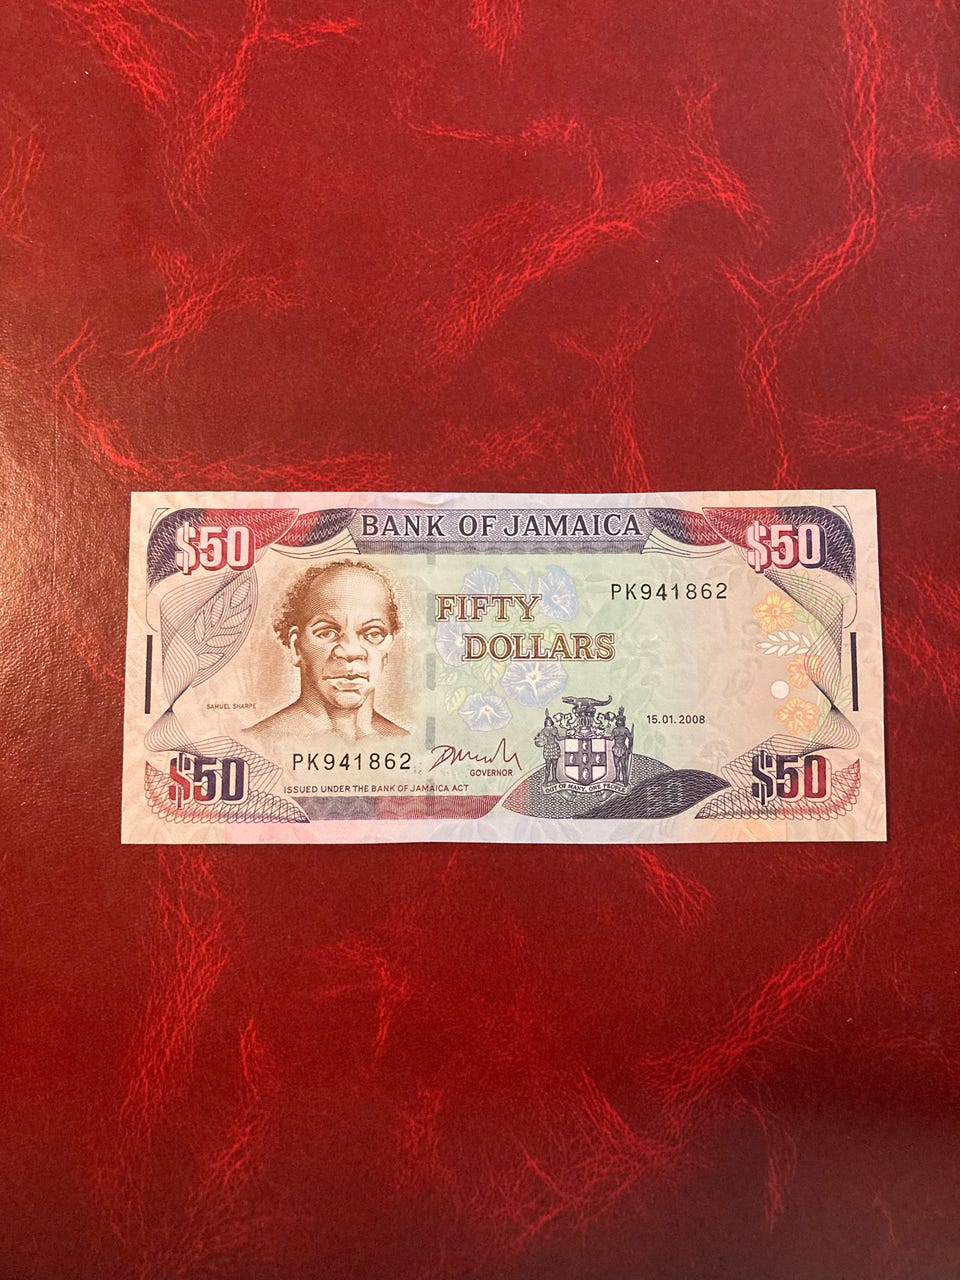 BANK OF JAMAICA
$50
$50
PK941862
FIFTY
DOLLARS
SAMUEL SHARPE
15.01.2008
PK941862
GOVERNOR
ISSUED UNDER THE BANK OF JAMAICA ACT
OUT OF MANY, ONE PEOPLE
$50
$50